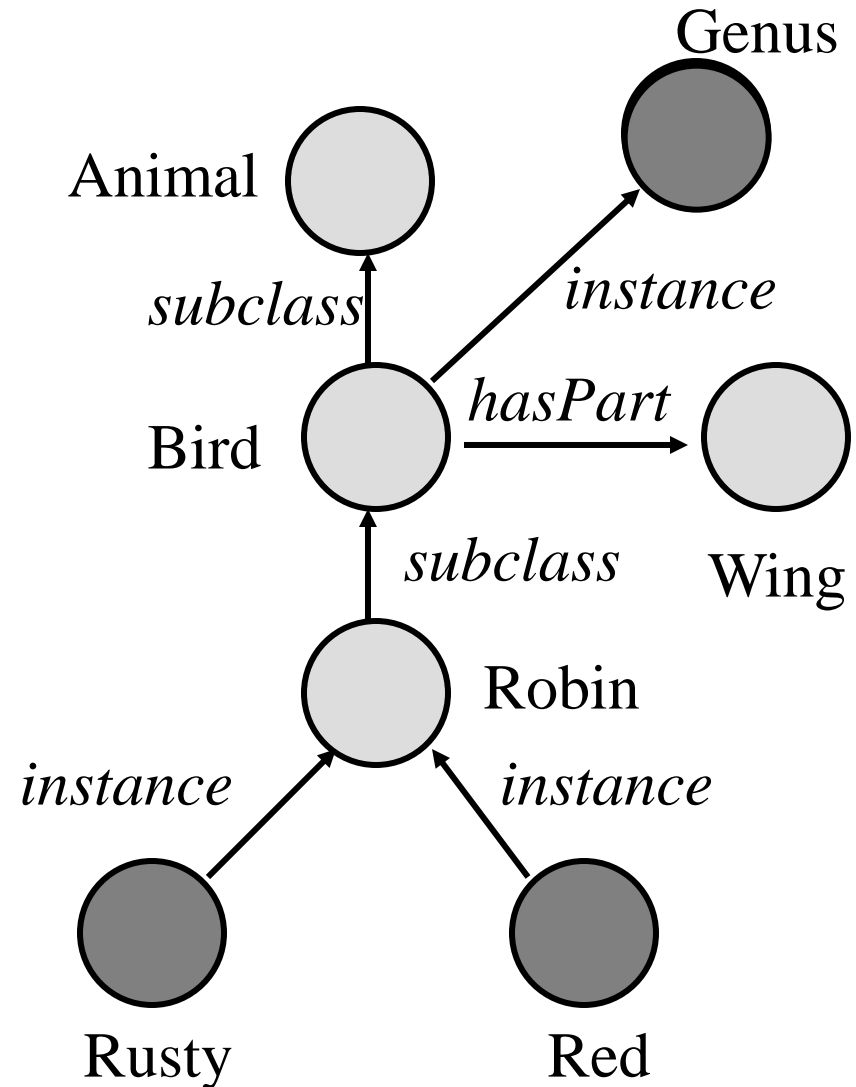 Genus
Animal
subclass
instance
hasPart
Bird
subclass
Wing
Robin
instance
instance
Rusty
Red